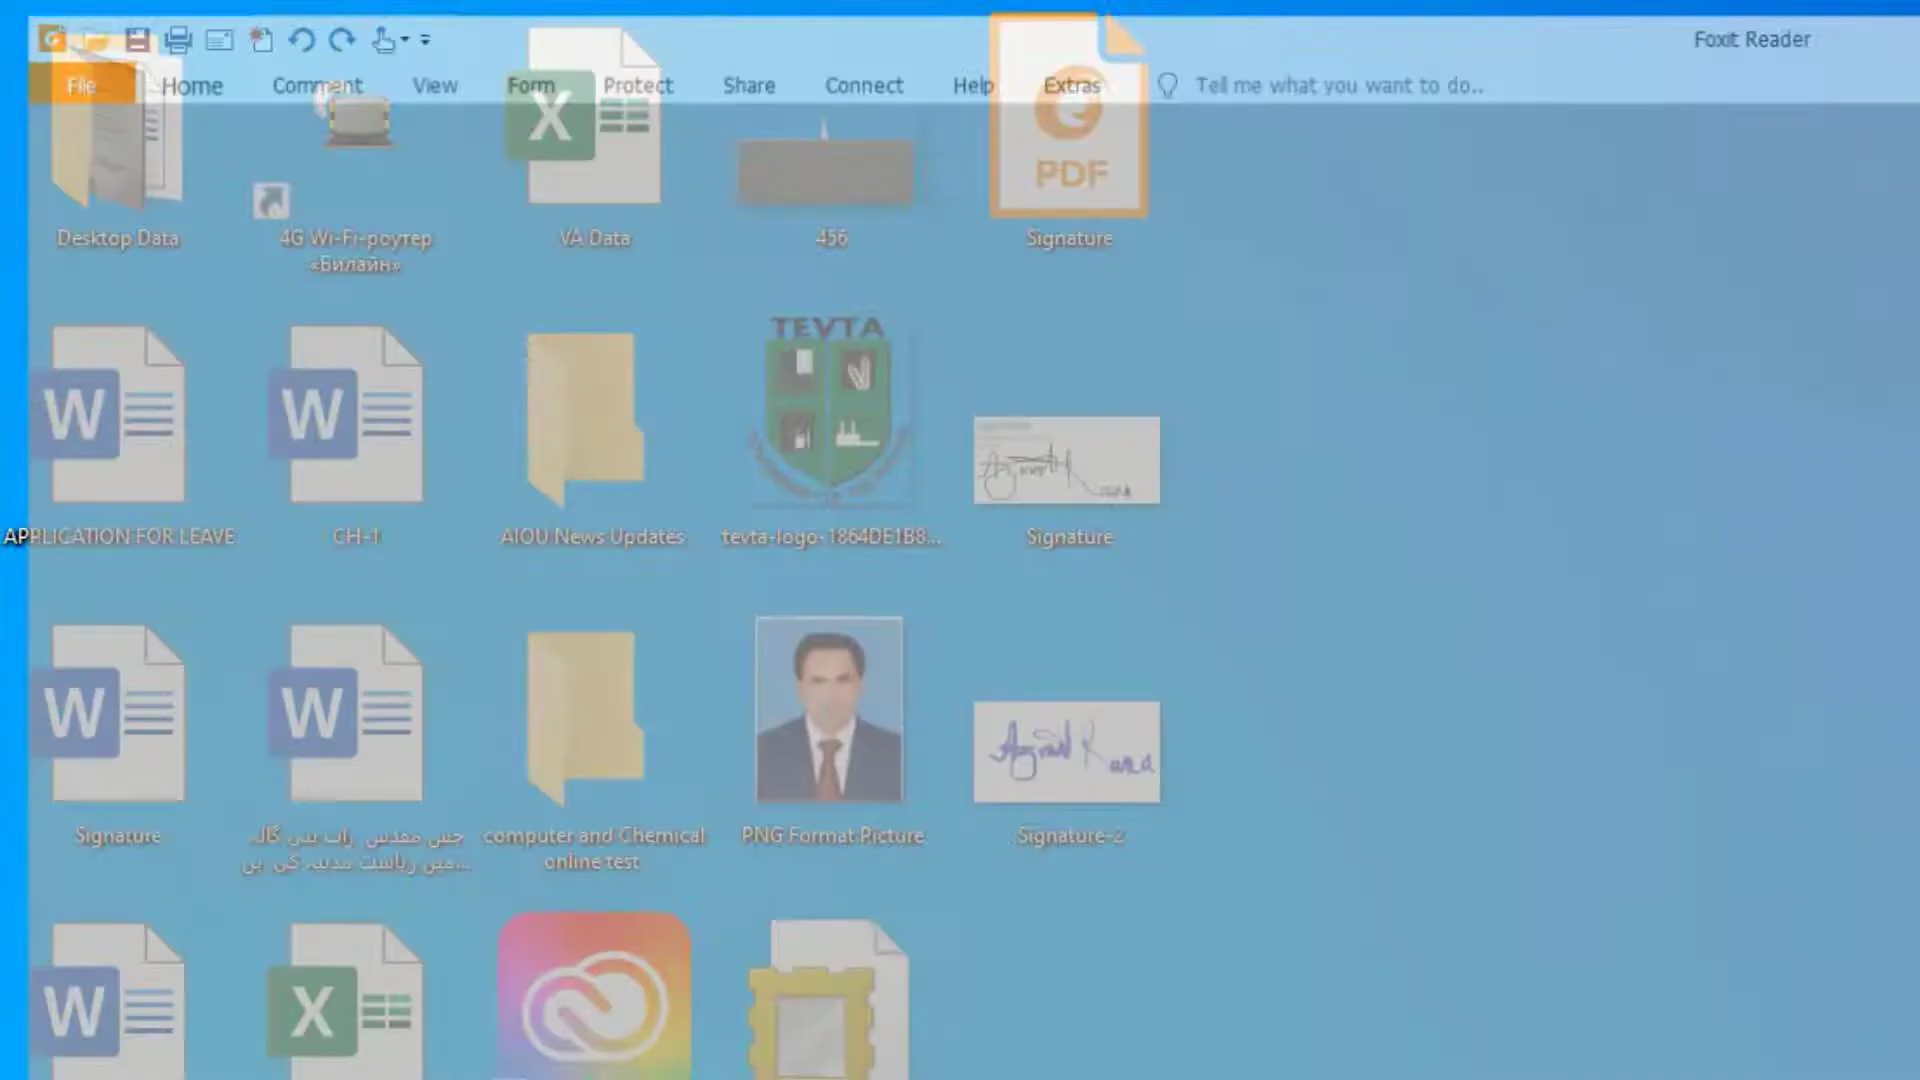 Foxit Reader
File Home Comment View Form Protect Share Connect Help Extras Tell me what you want to do..
X
PDF
Desktop Data
4G Wi-Fi-роутер
«Билайн»
VA Data
456
Signature
TEVTA
W
W
APPLICATION FOR LEAVE
CH-1
AIOU News Updates
tevta-logo-1864DE1B8...
Signature
W
W
Signature
computer and Chemical
online test
PNG Format Picture
Signature-2
W
X